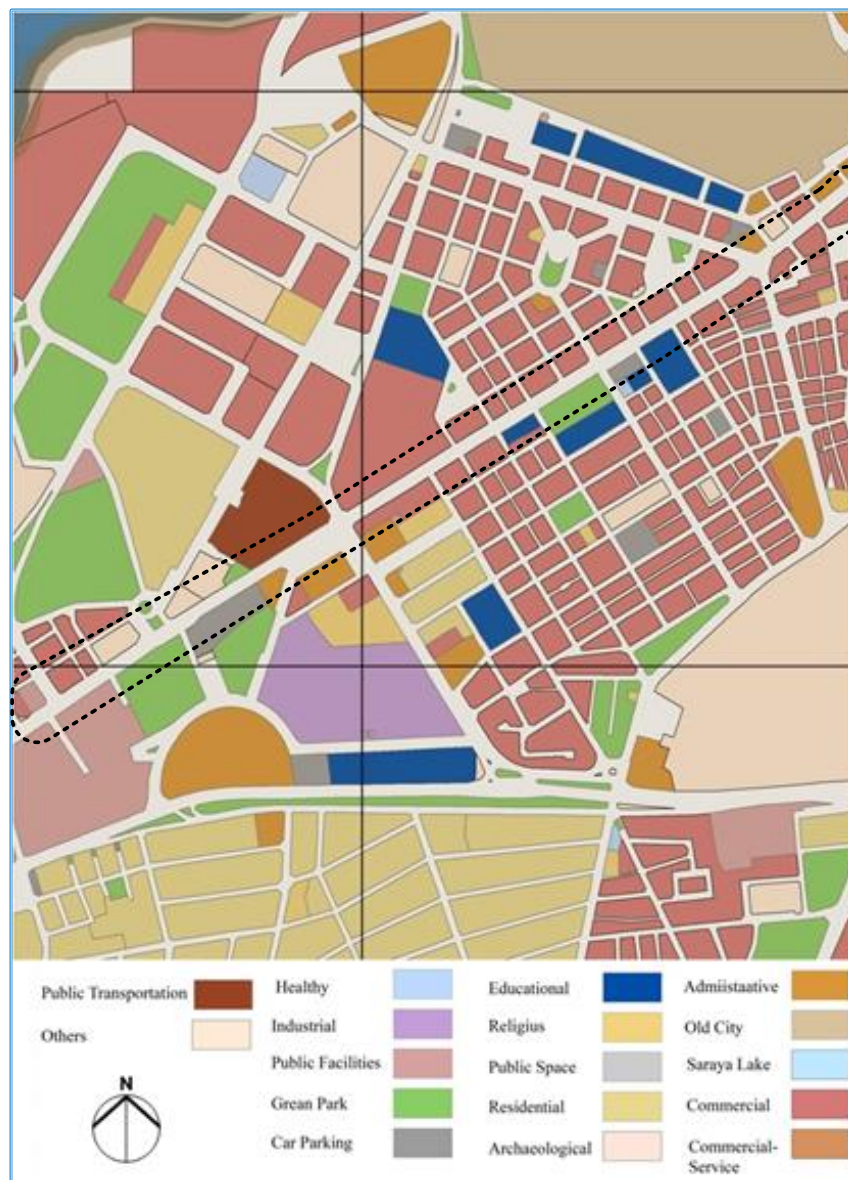 Public Transportation
Others
N
Healthy
Industrial
Public Facilities
Grean Park
Car Parking
Educational
Religius
Public Space
Residential
Archaeological
Admiistaative
Old City
Saraya Lake
Commercial
Commercial-
Service